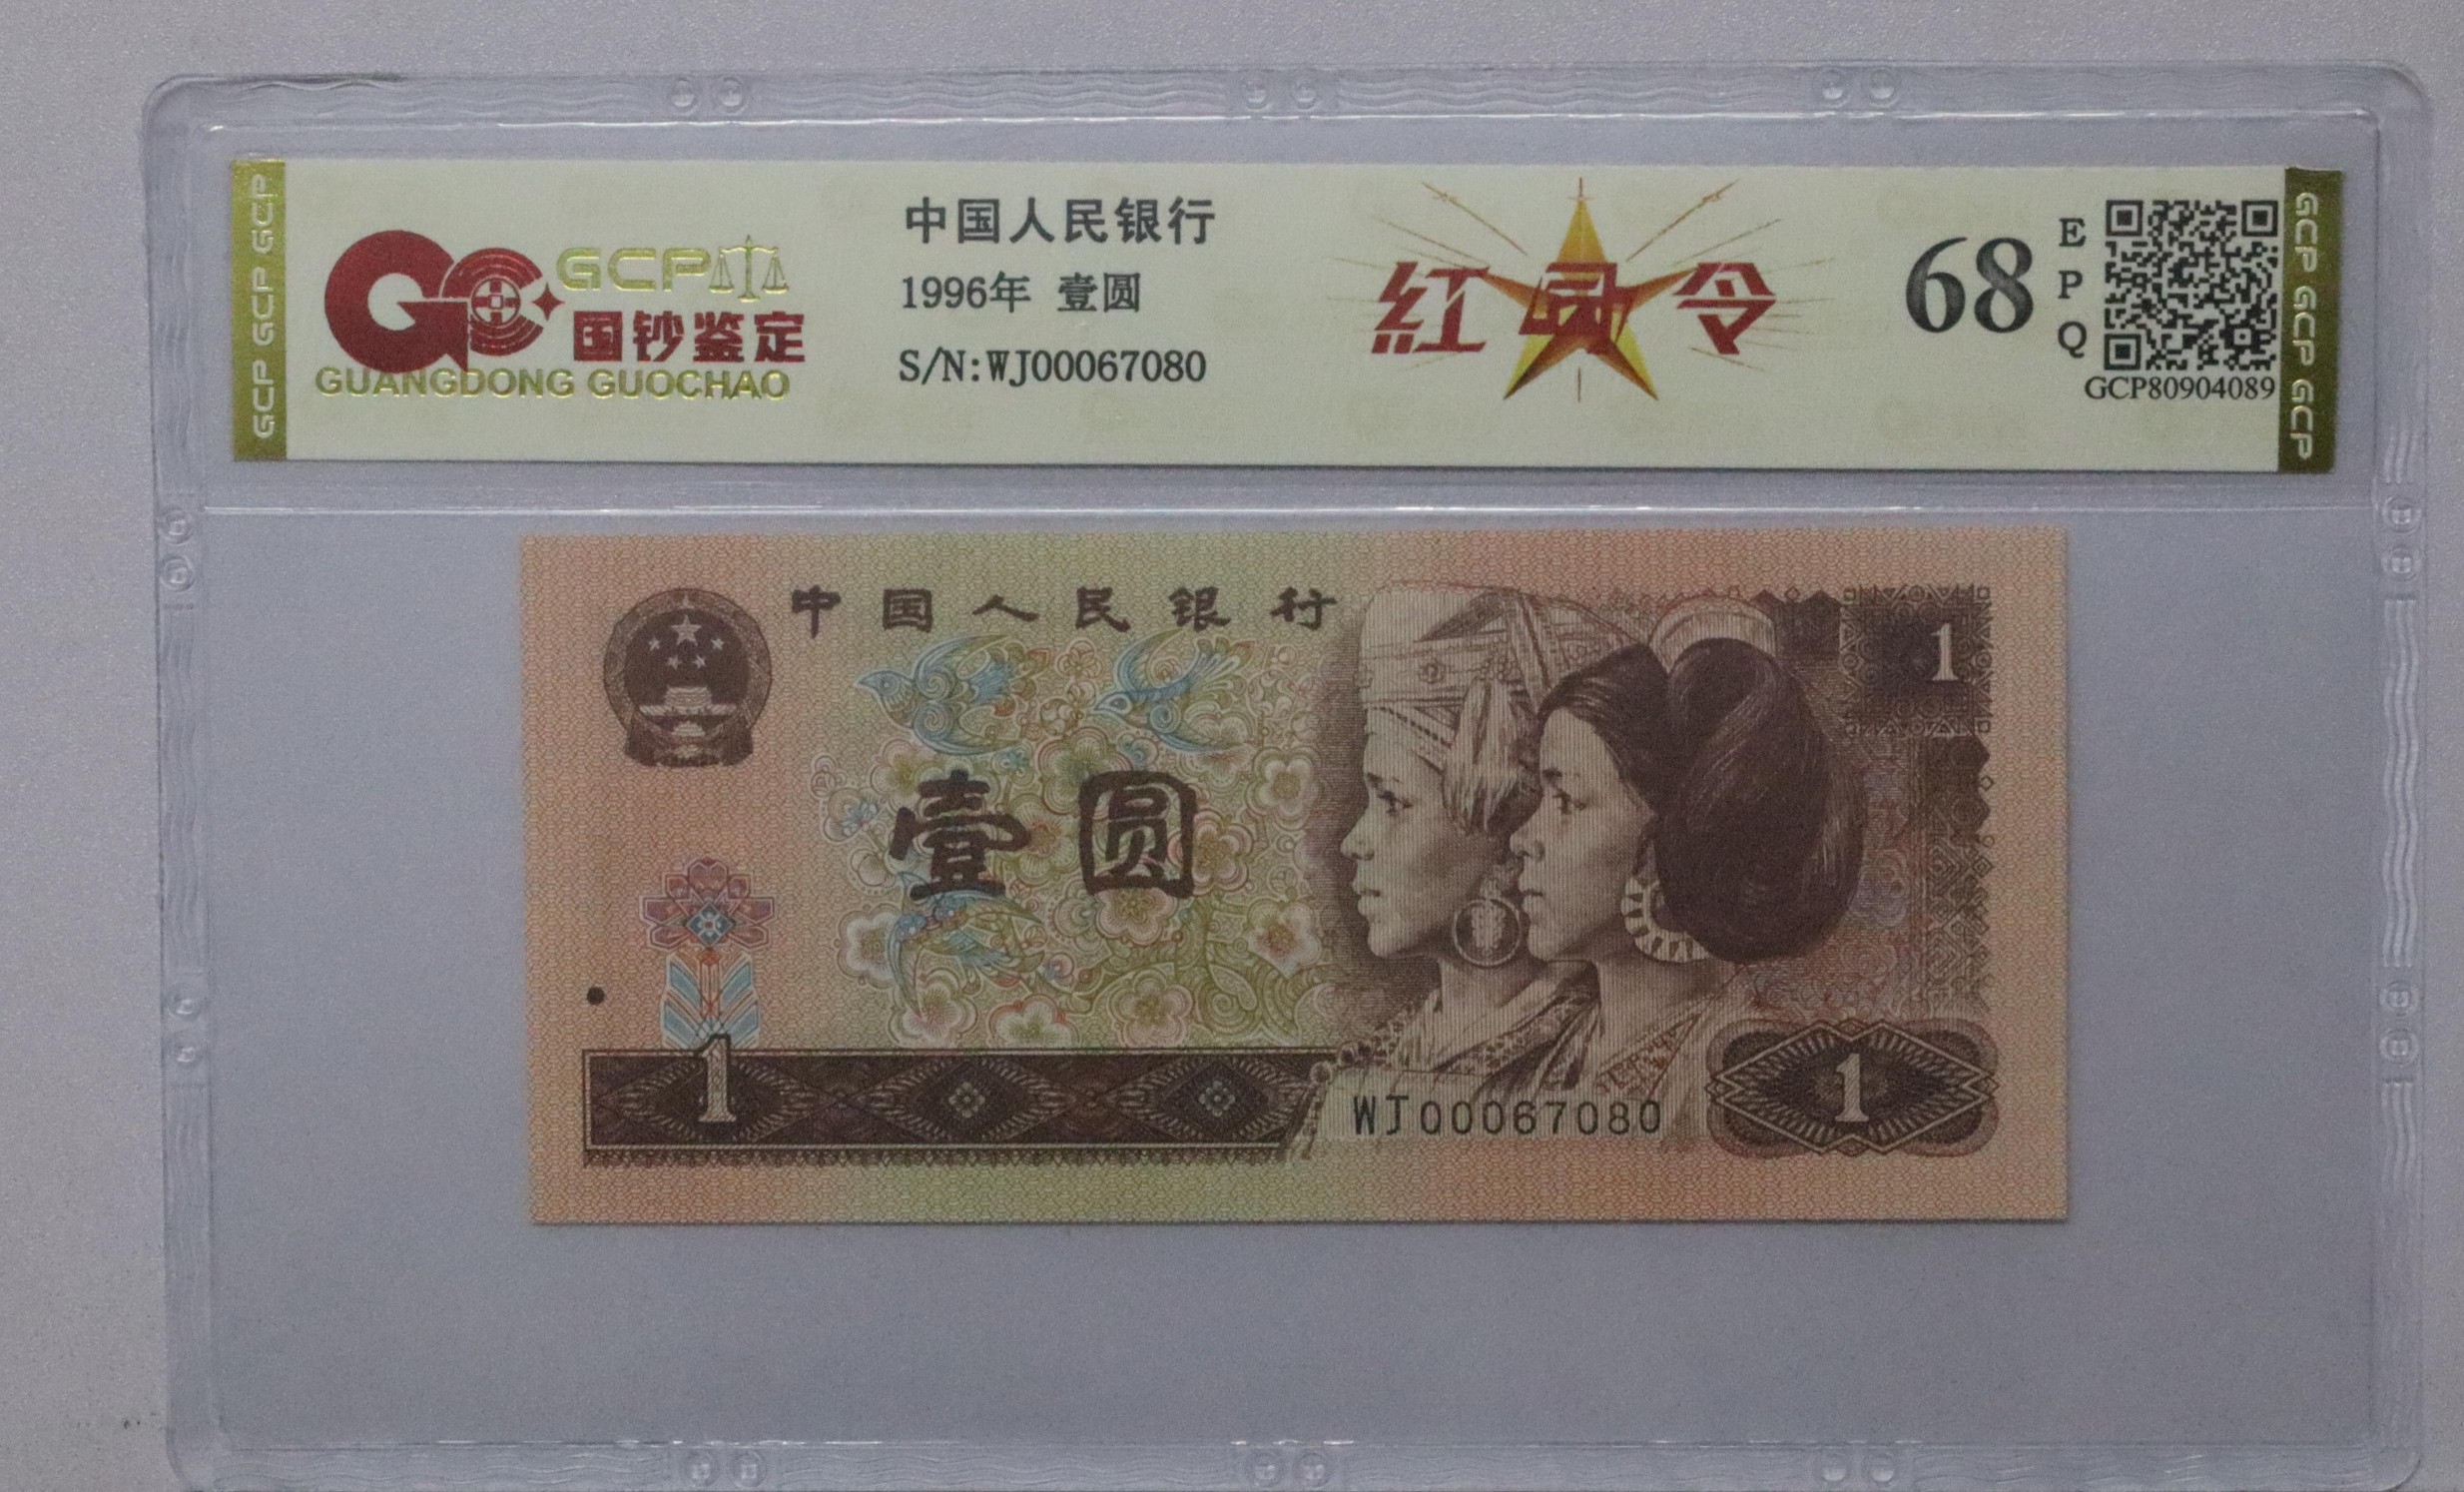 GCP GCP GCP
GCP
国钞鉴定
GUANGDONG GUOCHAO
中国人民银行
1996年 壹圆
S/N:WJ00067080
紅 令
68
EPQ
GCP80904089
GCP GCP GCP
中国人民银行
1
壹圆
1
WJ00067080
1